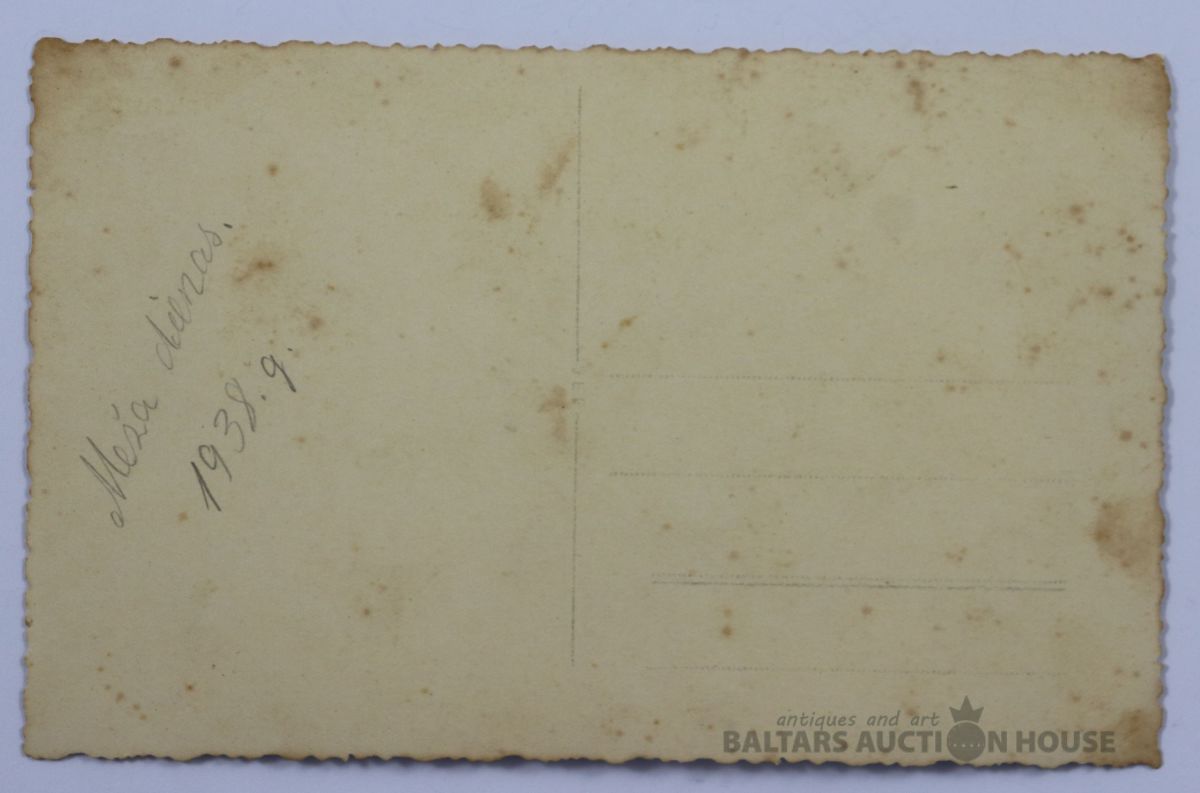 Meža dienas.
1938. g.
antiques and art
BALTARS AUCTION HOUSE